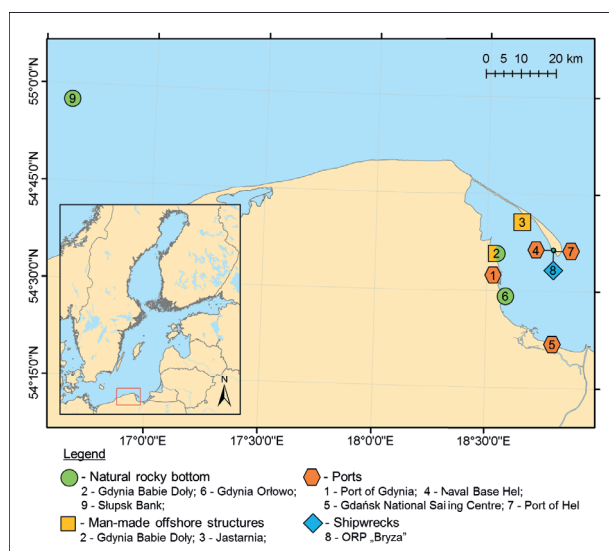 0 5 10 20 km
55°0'0"N
54°45'0"N
54°30'0"N
54°15'0"N
9
3
4
7
2
8
1
6
5
N
17°0'0"E
17°30'0"E
18°0'0"E
18°30'0"E
Legend
- Natural rocky bottom
2 - Gdynia Babie Doły; 6 - Gdynia Orłowo;
9 - Słupsk Bank;
- Man-made offshore structures
2 - Gdynia Babie Doły; 3 - Jastarnia;
- Ports
1 - Port of Gdynia; 4 - Naval Base Hel;
5 - Gdańsk National Sailing Centre; 7 - Port of Hel
- Shipwrecks
8 - ORP „Bryza”